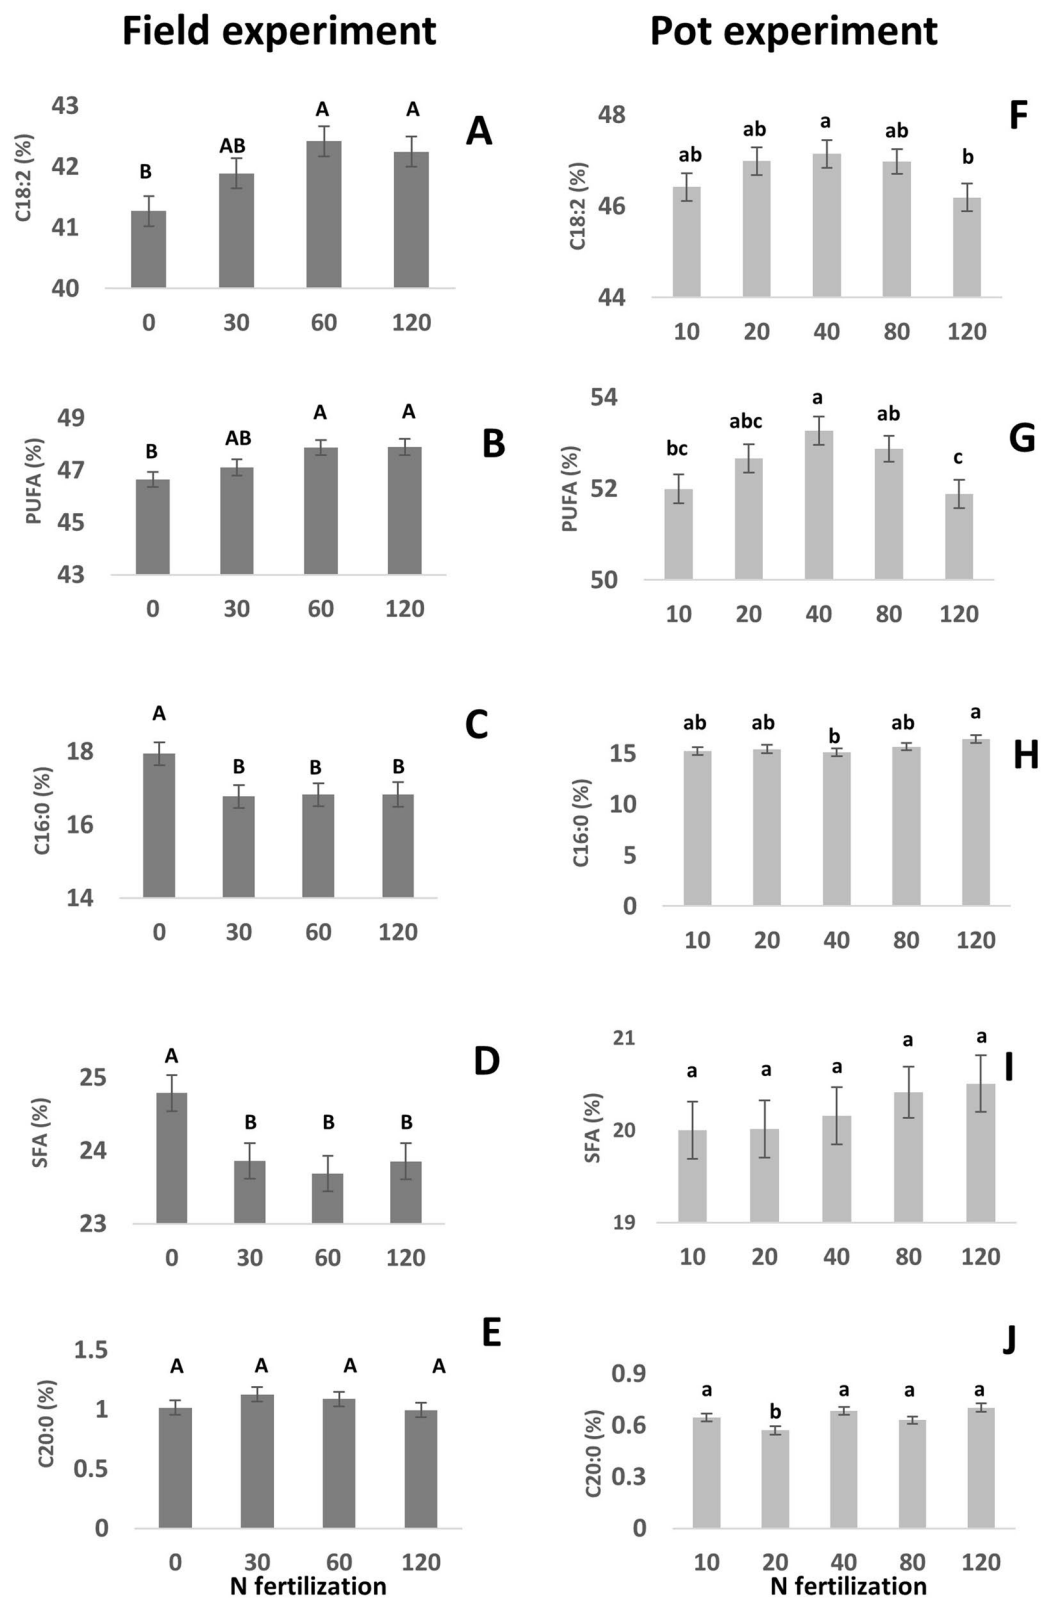 Field experiment
Pot experiment
A
C18:2 (%)
43
42
41
40
B
AB
A
A
0 30 60 120
F
C18:2 (%)
48
46
44
ab
ab
a
ab
b
10 20 40 80 120
B
PUFA (%)
49
47
45
43
B
AB
A
A
0 30 60 120
G
PUFA (%)
54
52
50
bc
abc
a
ab
c
10 20 40 80 120
C
C16:0 (%)
18
16
14
A
B
B
B
0 30 60 120
H
C16:0 (%)
15
10
5
0
ab
ab
b
ab
a
10 20 40 80 120
D
SFA (%)
25
24
23
A
B
B
B
0 30 60 120
I
SFA (%)
21
20
19
a
a
a
a
a
10 20 40 80 120
E
C20:0 (%)
1.5
1
0.5
0
A
A
A
A
0 30 60 120
N fertilization
J
C20:0 (%)
0.9
0.6
0.3
0
a
b
a
a
a
10 20 40 80 120
N fertilization